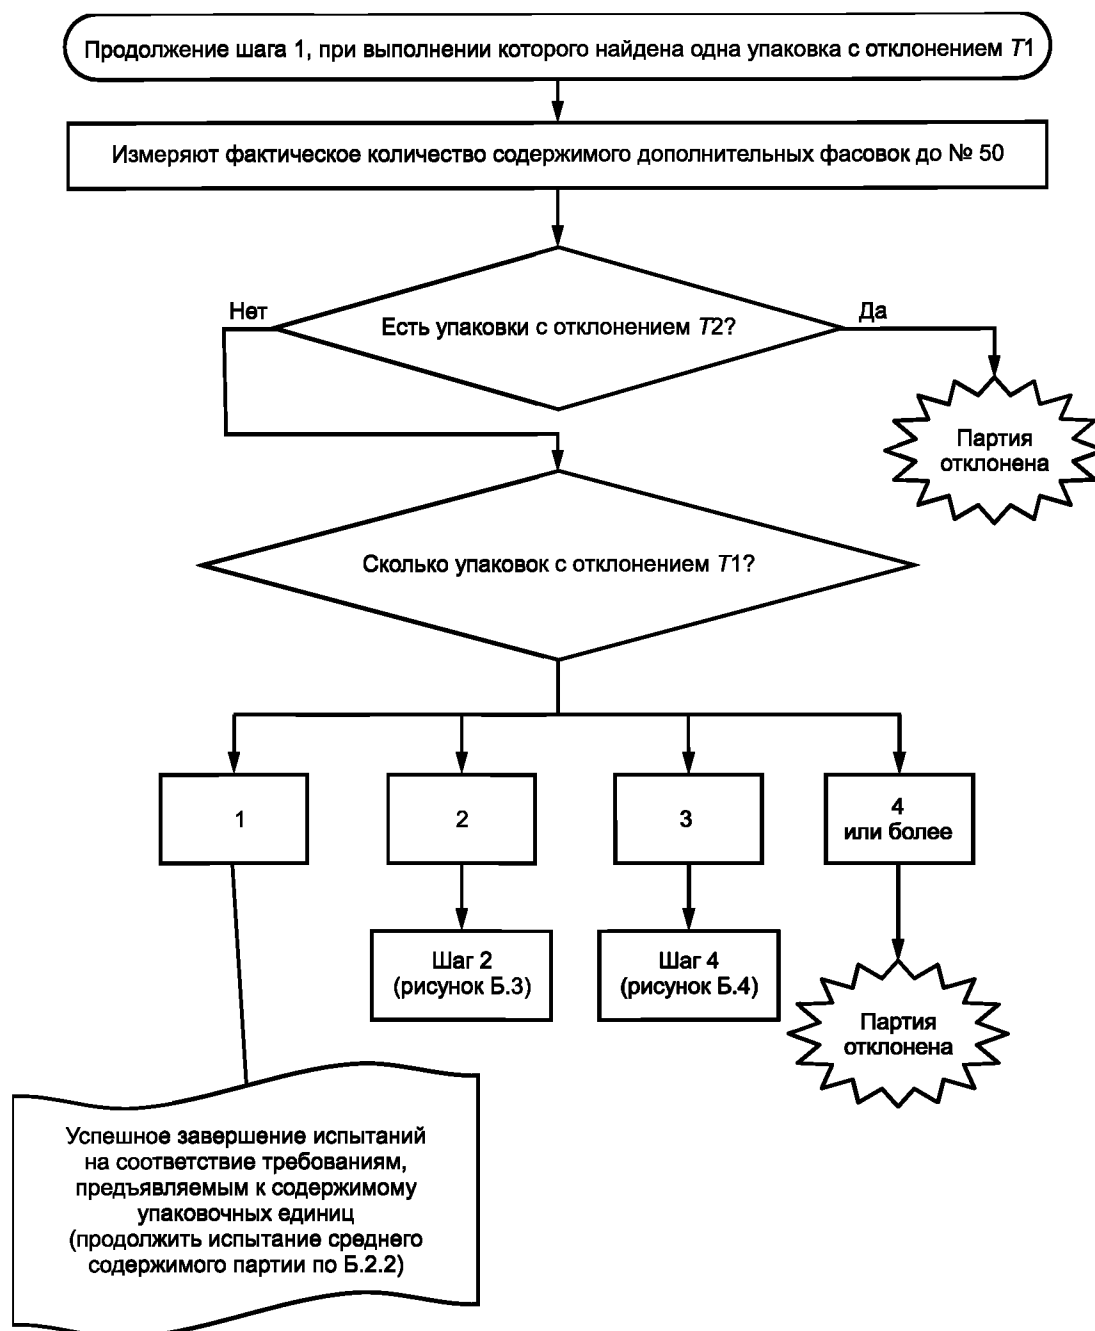 Продолжение шага 1, при выполнении которого найдена одна упаковка с отклонением T1
Измеряют фактическое количество содержимого дополнительных фасовок до № 50
Нет
Да
Есть упаковки с отклонением T2?
Партия
отклонена
Сколько упаковок с отклонением T1?
1
2
3
4
или более
Шаг 2
(рисунок Б.3)
Шаг 4
(рисунок Б.4)
Партия
отклонена
Успешное завершение испытаний
на соответствие требованиям,
предъявляемым к содержимому
упаковочных единиц
(продолжить испытание среднего
содержимого партии по Б.2.2)